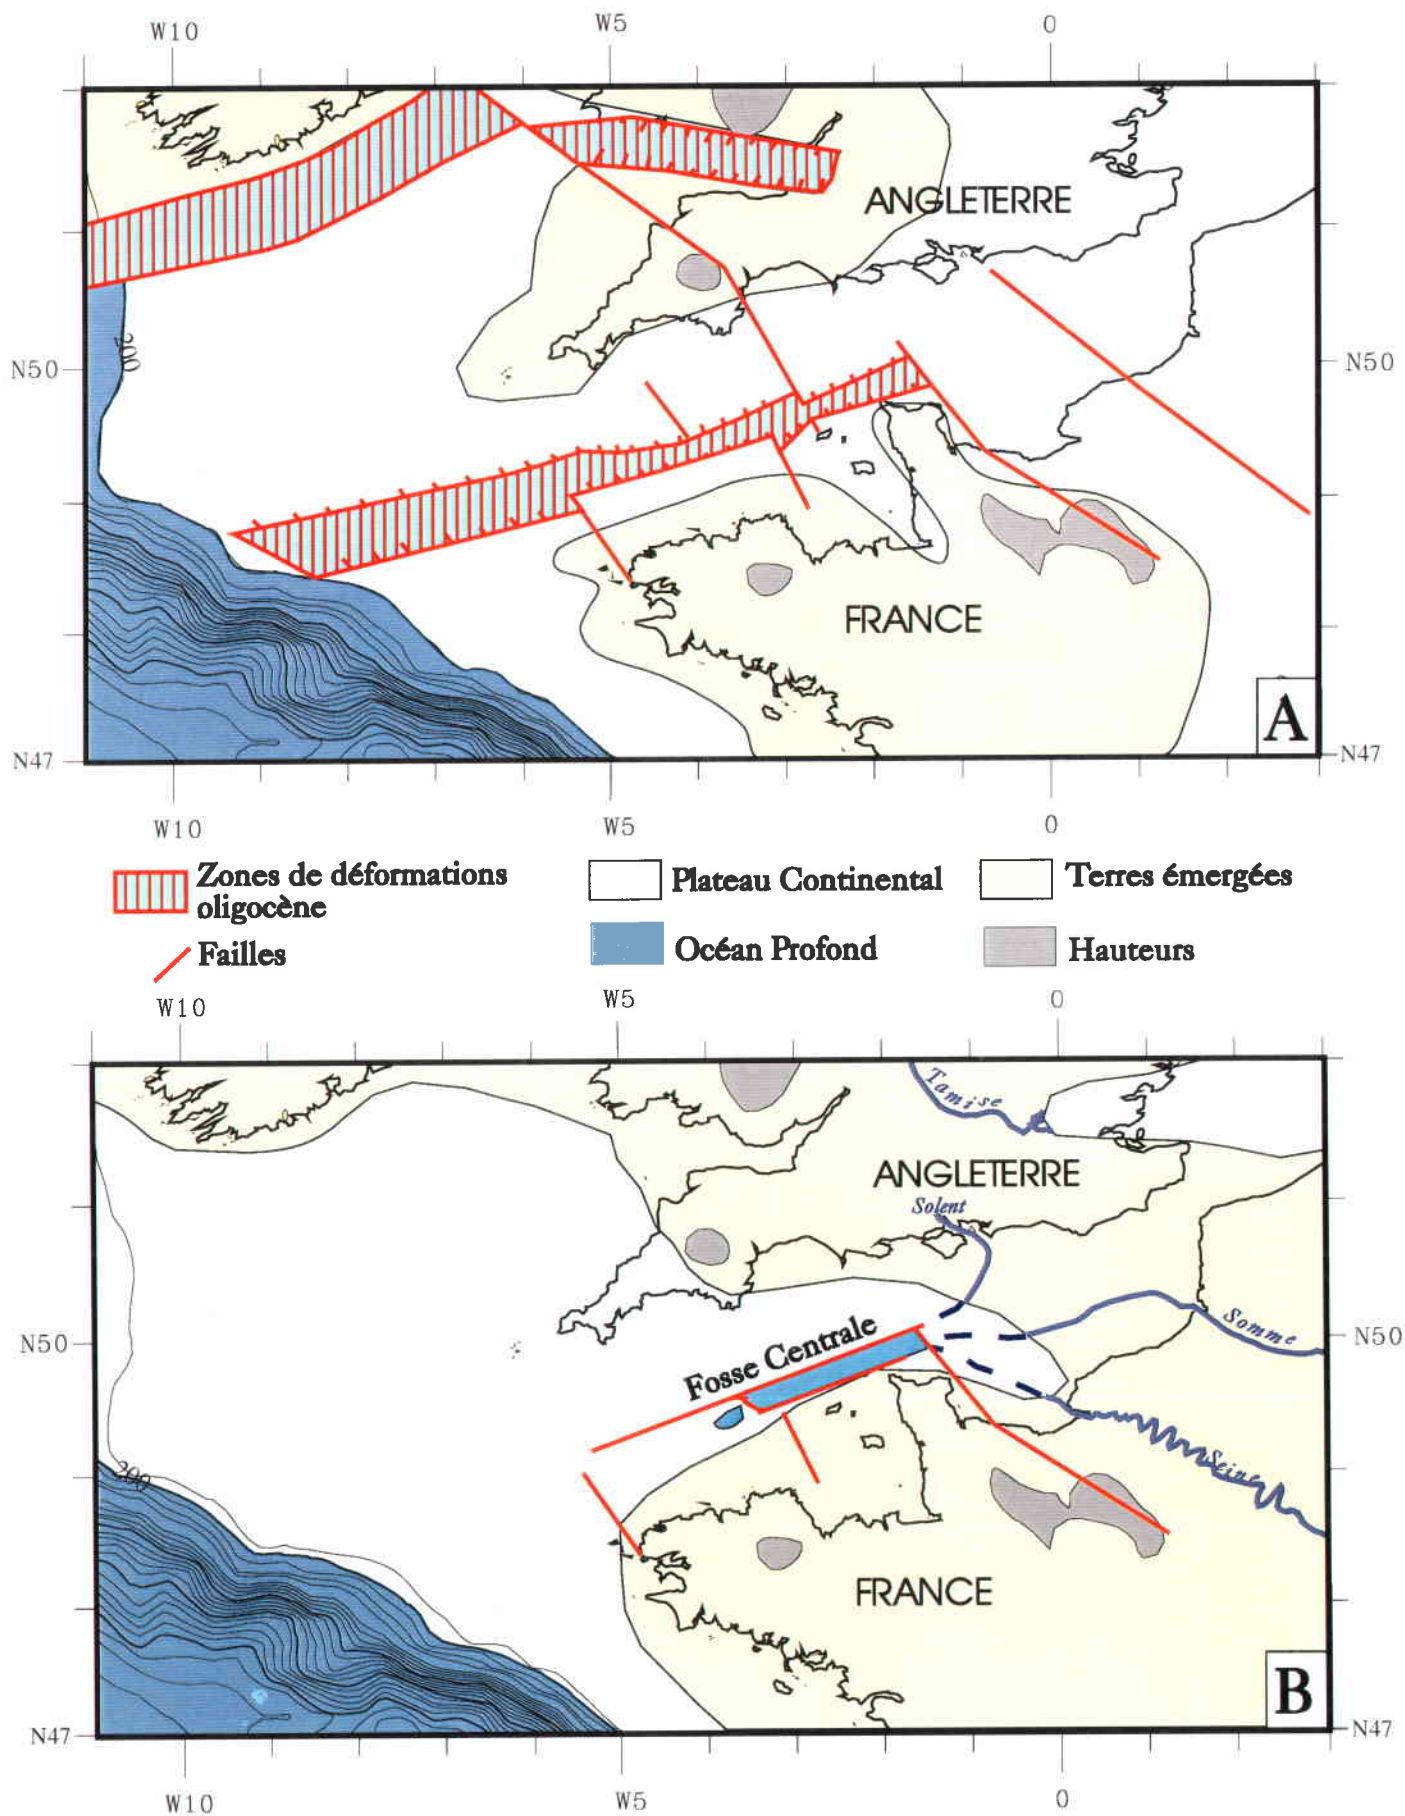 W10 W5 0
ANGLETERRE
200
N50 N50
FRANCE
A
N47 N47
W10 W5 0
Zones de déformations
oligocène
Plateau Continental
Terres émergées
Failles
Océan Profond
Hauteurs
W10 W5 0
Tamise
ANGLETERRE
Solent
N50 N50
Somme
Fosse Centrale
200
Seine
FRANCE
B
N47 N47
W10 W5 0